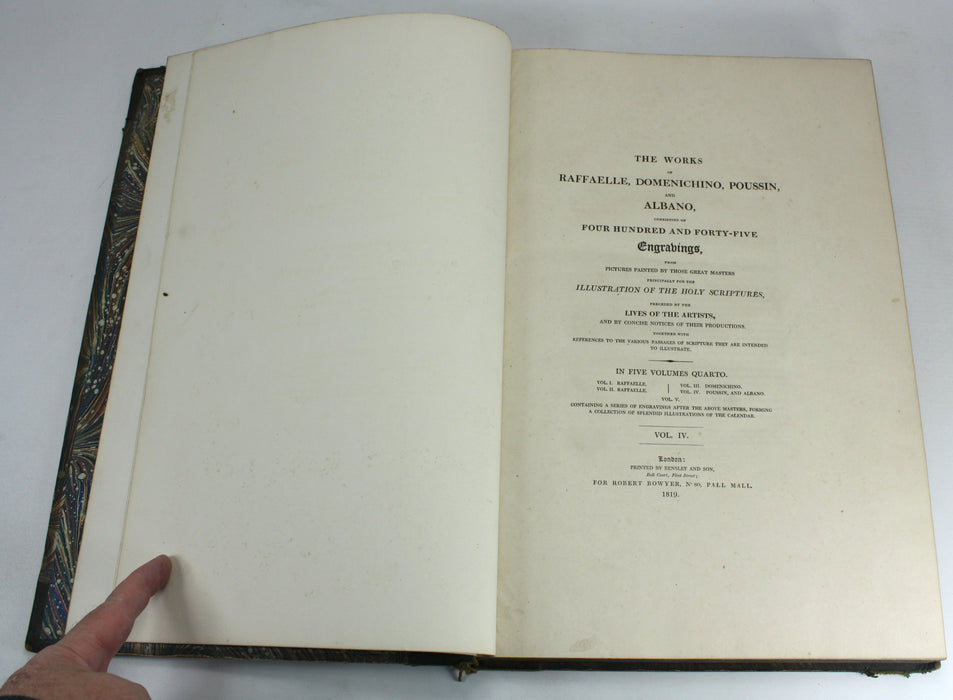 THE WORKS
OF
RAFFAELLE, DOMENICHINO, POUSSIN,
AND
ALBANO,
CONSISTING OF
FOUR HUNDRED AND FORTY-FIVE
Engravings,
FROM
PICTURES PAINTED BY THOSE GREAT MASTERS
PRINCIPALLY FOR THE
ILLUSTRATION OF THE HOLY SCRIPTURES,
PRECEDED BY THE
LIVES OF THE ARTISTS,
AND BY CONCISE NOTICES OF THEIR PRODUCTIONS.
TOGETHER WITH
REFERENCES TO THE VARIOUS PASSAGES OF SCRIPTURE THEY ARE INTENDED
TO ILLUSTRATE.
IN FIVE VOLUMES QUARTO.
VOL. I. RAFFAELLE. VOL. III. DOMENICHINO.
VOL. II. RAFFAELLE. VOL. IV. POUSSIN, AND ALBANO.
VOL. V.
CONTAINING A SERIES OF ENGRAVINGS AFTER THE ABOVE MASTERS, FORMING
A COLLECTION OF SPLENDID ILLUSTRATIONS OF THE CALENDAR.
VOL. IV.
London:
PRINTED BY BENSLEY AND SON,
Bolt Court, Fleet Street;
FOR ROBERT BOWYER, Nº 80, PALL MALL.
1819.